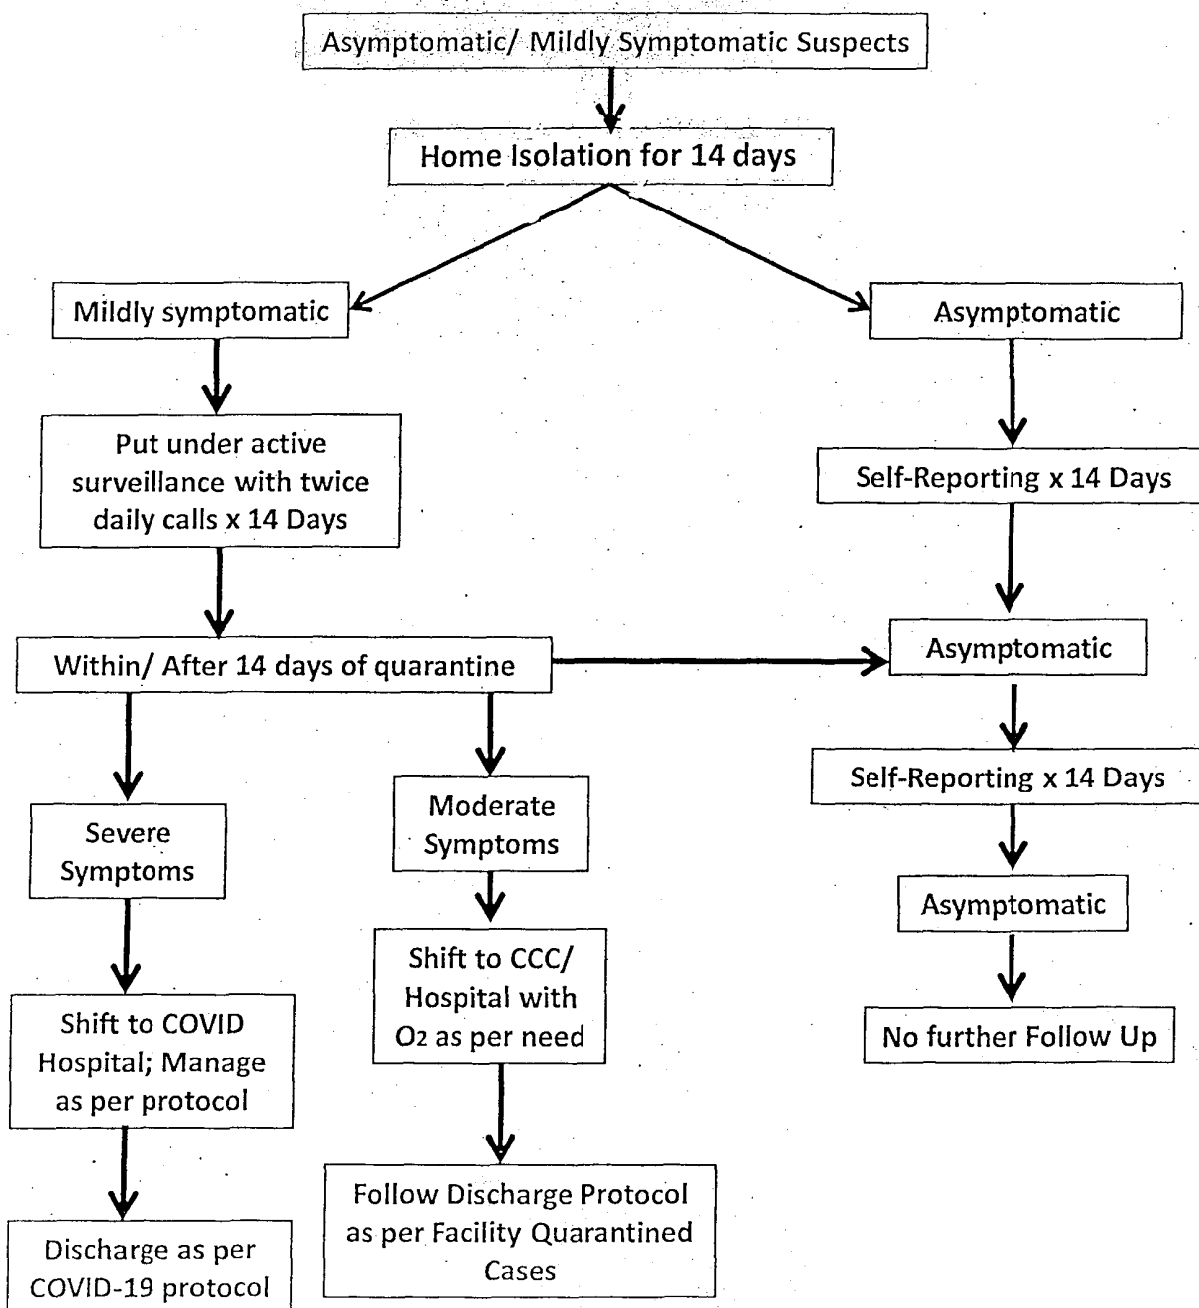 Asymptomatic/ Mildly Symptomatic Suspects
Home Isolation for 14 days
Mildly symptomatic
Asymptomatic
Put under active
surveillance with twice
daily calls x 14 Days
Self-Reporting x 14 Days
Within/ After 14 days of quarantine
Asymptomatic
Self-Reporting x 14 Days
Severe
Symptoms
Moderate
Symptoms
Asymptomatic
Shift to COVID
Hospital; Manage
as per protocol
Shift to CCC/
Hospital with
O2 as per need
No further Follow Up
Discharge as per
COVID-19 protocol
Follow Discharge Protocol
as per Facility Quarantined
Cases